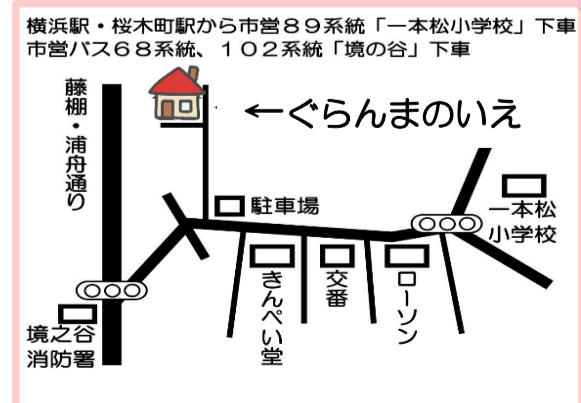 横浜駅・桜木町駅から市営８９系統「一本松小学校」下車
市営バス６８系統、１０２系統「境の谷」下車
藤棚・浦舟通り
←ぐらんまのいえ
駐車場
一本松
小学校
きんぺい堂
交番
ローソン
境之谷
消防署